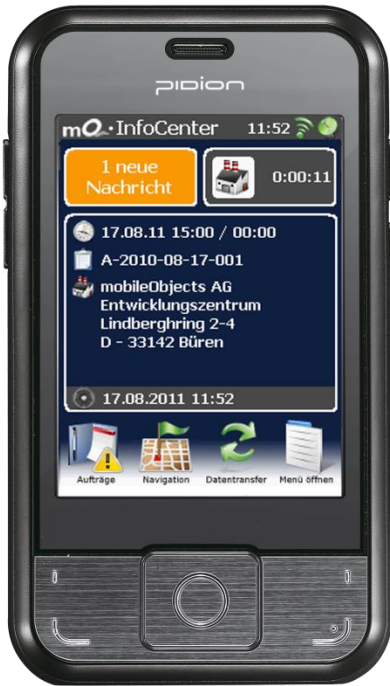 PIDION
mO.·InfoCenter 11:52
1 neue
Nachricht
0:00:11
17.08.11 15:00 / 00:00
A-2010-08-17-001
mobileObjects AG
Entwicklungszentrum
Lindberghring 2-4
D - 33142 Büren
17.08.2011 11:52
Aufträge Navigation Datentransfer Menü öffnen